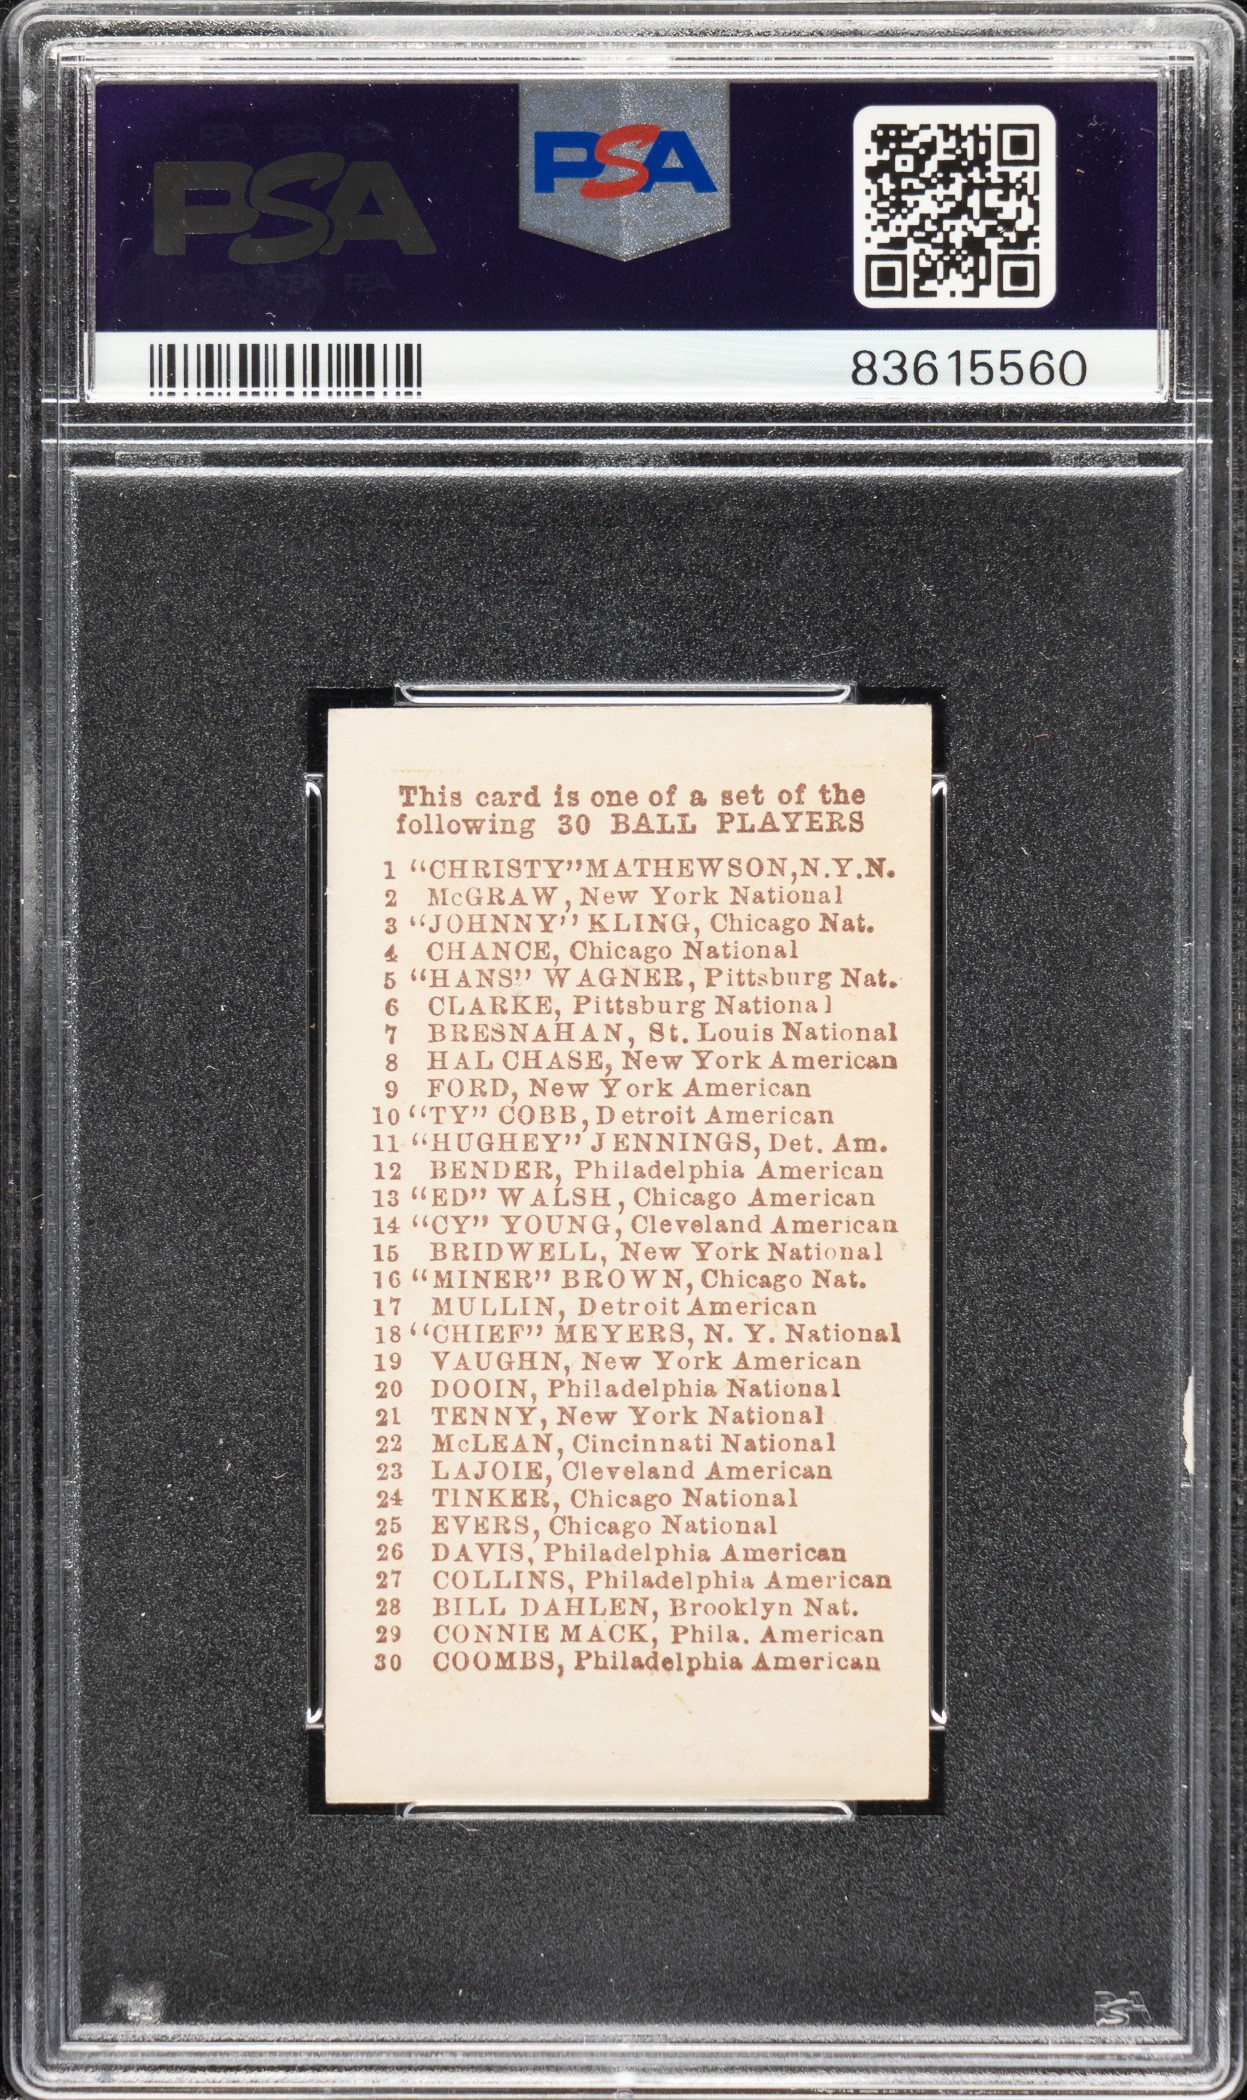 PSA
PSA
83615560
This card is one of a set of the
following 30 BALL PLAYERS
1 “CHRISTY” MATHEWSON, N.Y.N.
2 McGRAW, New York National
3 “JOHNNY” KLING, Chicago Nat.
4 CHANCE, Chicago National
5 “HANS” WAGNER, Pittsburg Nat.
6 CLARKE, Pittsburg National
7 BRESNAHAN, St. Louis National
8 HAL CHASE, New York American
9 FORD, New York American
10 “TY” COBB, Detroit American
11 “HUGHEY” JENNINGS, Det. Am.
12 BENDER, Philadelphia American
13 “ED” WALSH, Chicago American
14 “CY” YOUNG, Cleveland American
15 BRIDWELL, New York National
16 “MINER” BROWN, Chicago Nat.
17 MULLIN, Detroit American
18 “CHIEF” MEYERS, N. Y. National
19 VAUGHN, New York American
20 DOOIN, Philadelphia National
21 TENNY, New York National
22 McLEAN, Cincinnati National
23 LAJOIE, Cleveland American
24 TINKER, Chicago National
25 EVERS, Chicago National
26 DAVIS, Philadelphia American
27 COLLINS, Philadelphia American
28 BILL DAHLEN, Brooklyn Nat.
29 CONNIE MACK, Phila. American
30 COOMBS, Philadelphia American
PSA